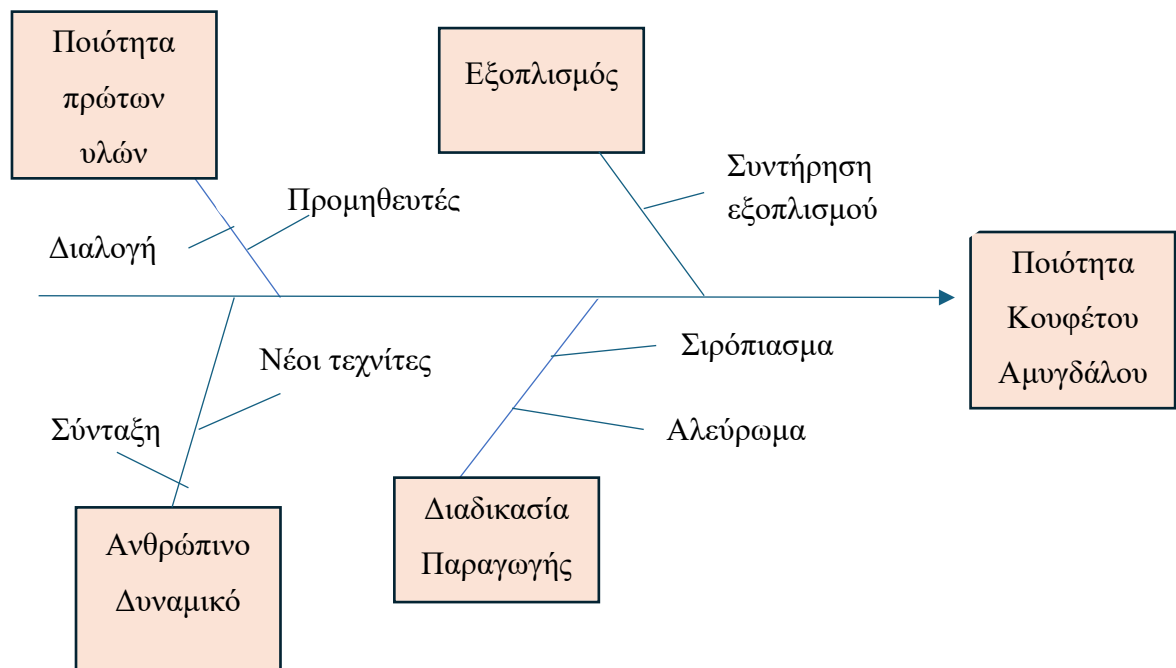 Ποιότητα
πρώτων
υλών
Εξοπλισμός
Συντήρηση
εξοπλισμού
Προμηθευτές
Διαλογή
Ποιότητα
Κουφέτου
Αμυγδάλου
Νέοι τεχνίτες
Σιρόπιασμα
Σύνταξη
Αλεύρωμα
Διαδικασία
Παραγωγής
Ανθρώπινο
Δυναμικό